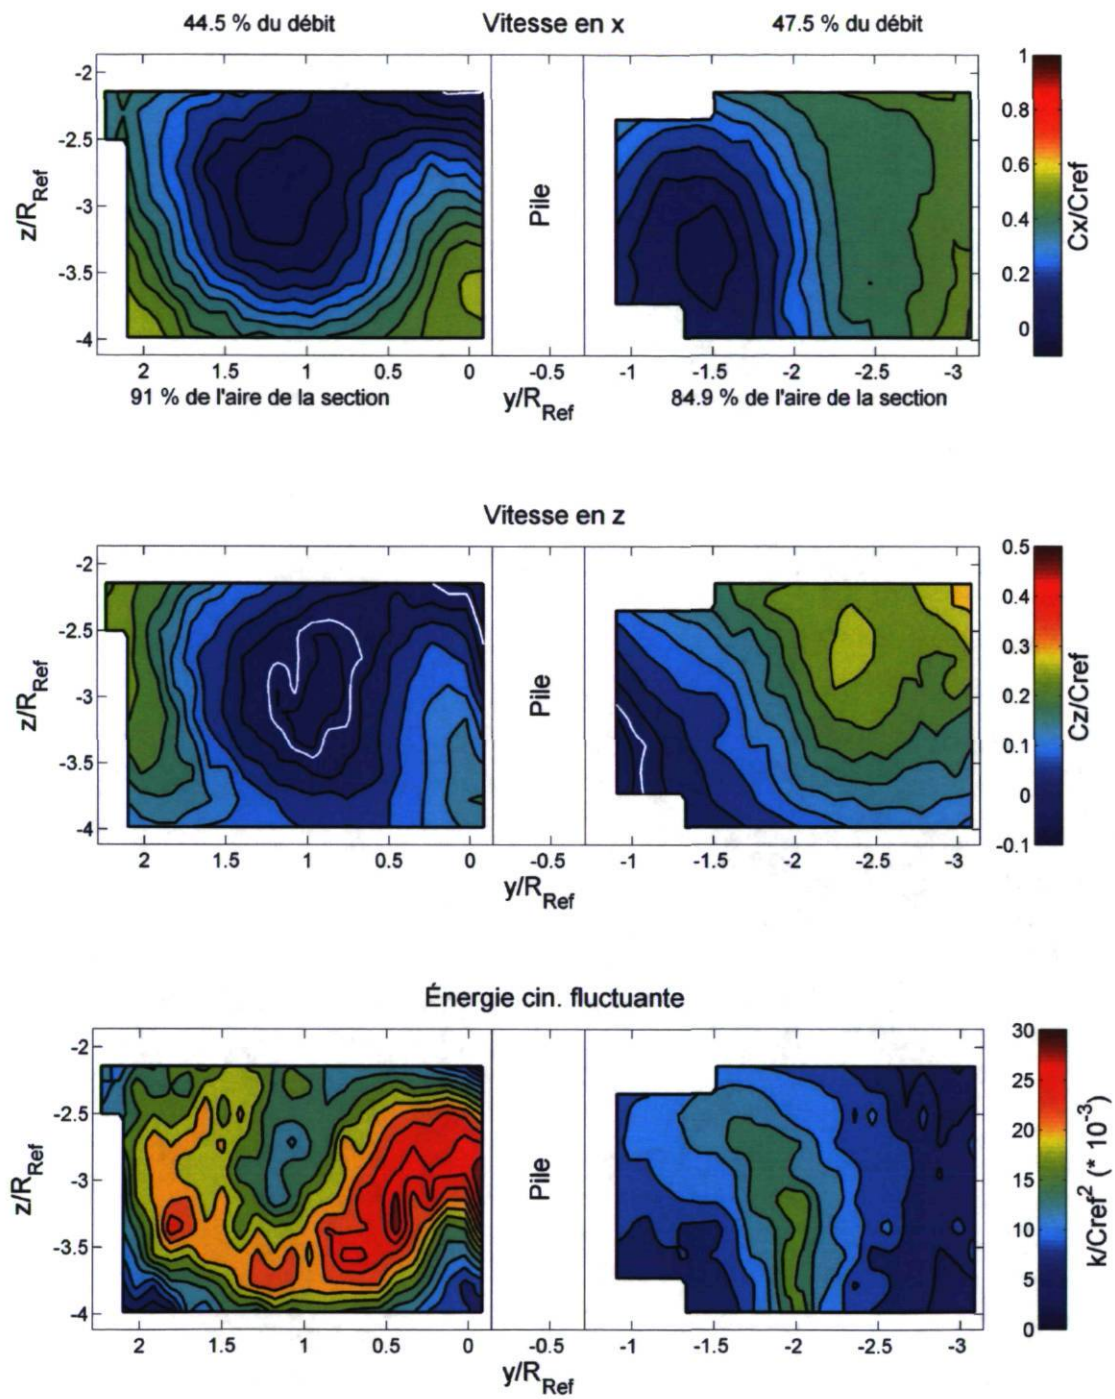 44.5 % du débit
Vitesse en x
47.5 % du débit
-2
-2.5
-3
-3.5
-4
z/R_Ref
Pile
1
0.8
0.6
0.4
0.2
0
Cx/Cref
2 1.5 1 0.5 0 -0.5 -1 -1.5 -2 -2.5 -3
91 % de l'aire de la section
y/R_Ref
84.9 % de l'aire de la section
Vitesse en z
-2
-2.5
-3
-3.5
-4
z/R_Ref
Pile
0.5
0.4
0.3
0.2
0.1
0
-0.1
Cz/Cref
2 1.5 1 0.5 0 -0.5 -1 -1.5 -2 -2.5 -3
y/R_Ref
Énergie cin. fluctuante
-2
-2.5
-3
-3.5
-4
z/R_Ref
Pile
30
25
20
15
10
5
0
k/Cref² (* 10⁻³)
2 1.5 1 0.5 0 -0.5 -1 -1.5 -2 -2.5 -3
y/R_Ref